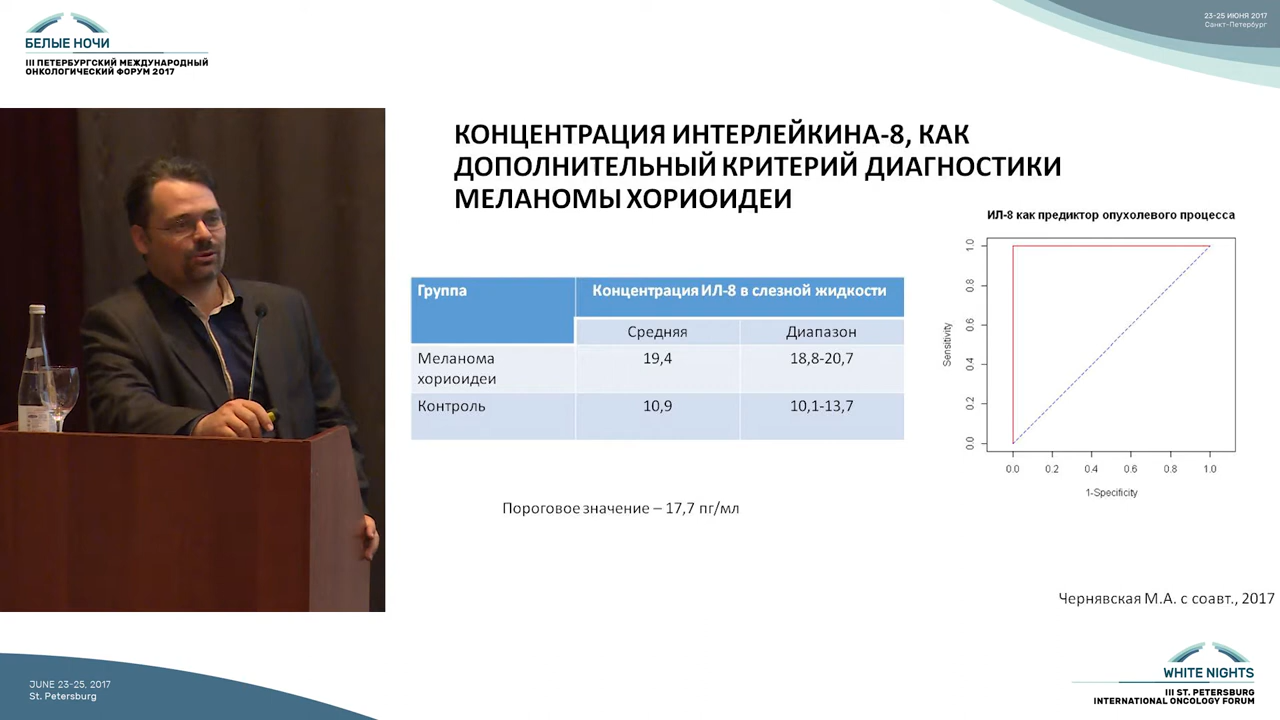 БЕЛЫЕ НОЧИ
III ПЕТЕРБУРГСКИЙ МЕЖДУНАРОДНЫЙ
ОНКОЛОГИЧЕСКИЙ ФОРУМ 2017
23-25 ИЮНЯ 2017
Санкт-Петербург
КОНЦЕНТРАЦИЯ ИНТЕРЛЕЙКИНА-8, КАК
ДОПОЛНИТЕЛЬНЫЙ КРИТЕРИЙ ДИАГНОСТИКИ
МЕЛАНОМЫ ХОРИОИДЕИ
Группа
Концентрация ИЛ-8 в слезной жидкости
Средняя
Диапазон
Меланома
хориоидеи
19,4
18,8-20,7
Контроль
10,9
10,1-13,7
Пороговое значение – 17,7 пг/мл
ИЛ-8 как предиктор опухолевого процесса
Sensitivity
1.0
0.8
0.6
0.4
0.2
0.0
0.0 0.2 0.4 0.6 0.8 1.0
1-Specificity
Чернявская М.А. с соавт., 2017
JUNE 23-25, 2017
St. Petersburg
WHITE NIGHTS
III ST. PETERSBURG
INTERNATIONAL ONCOLOGY FORUM